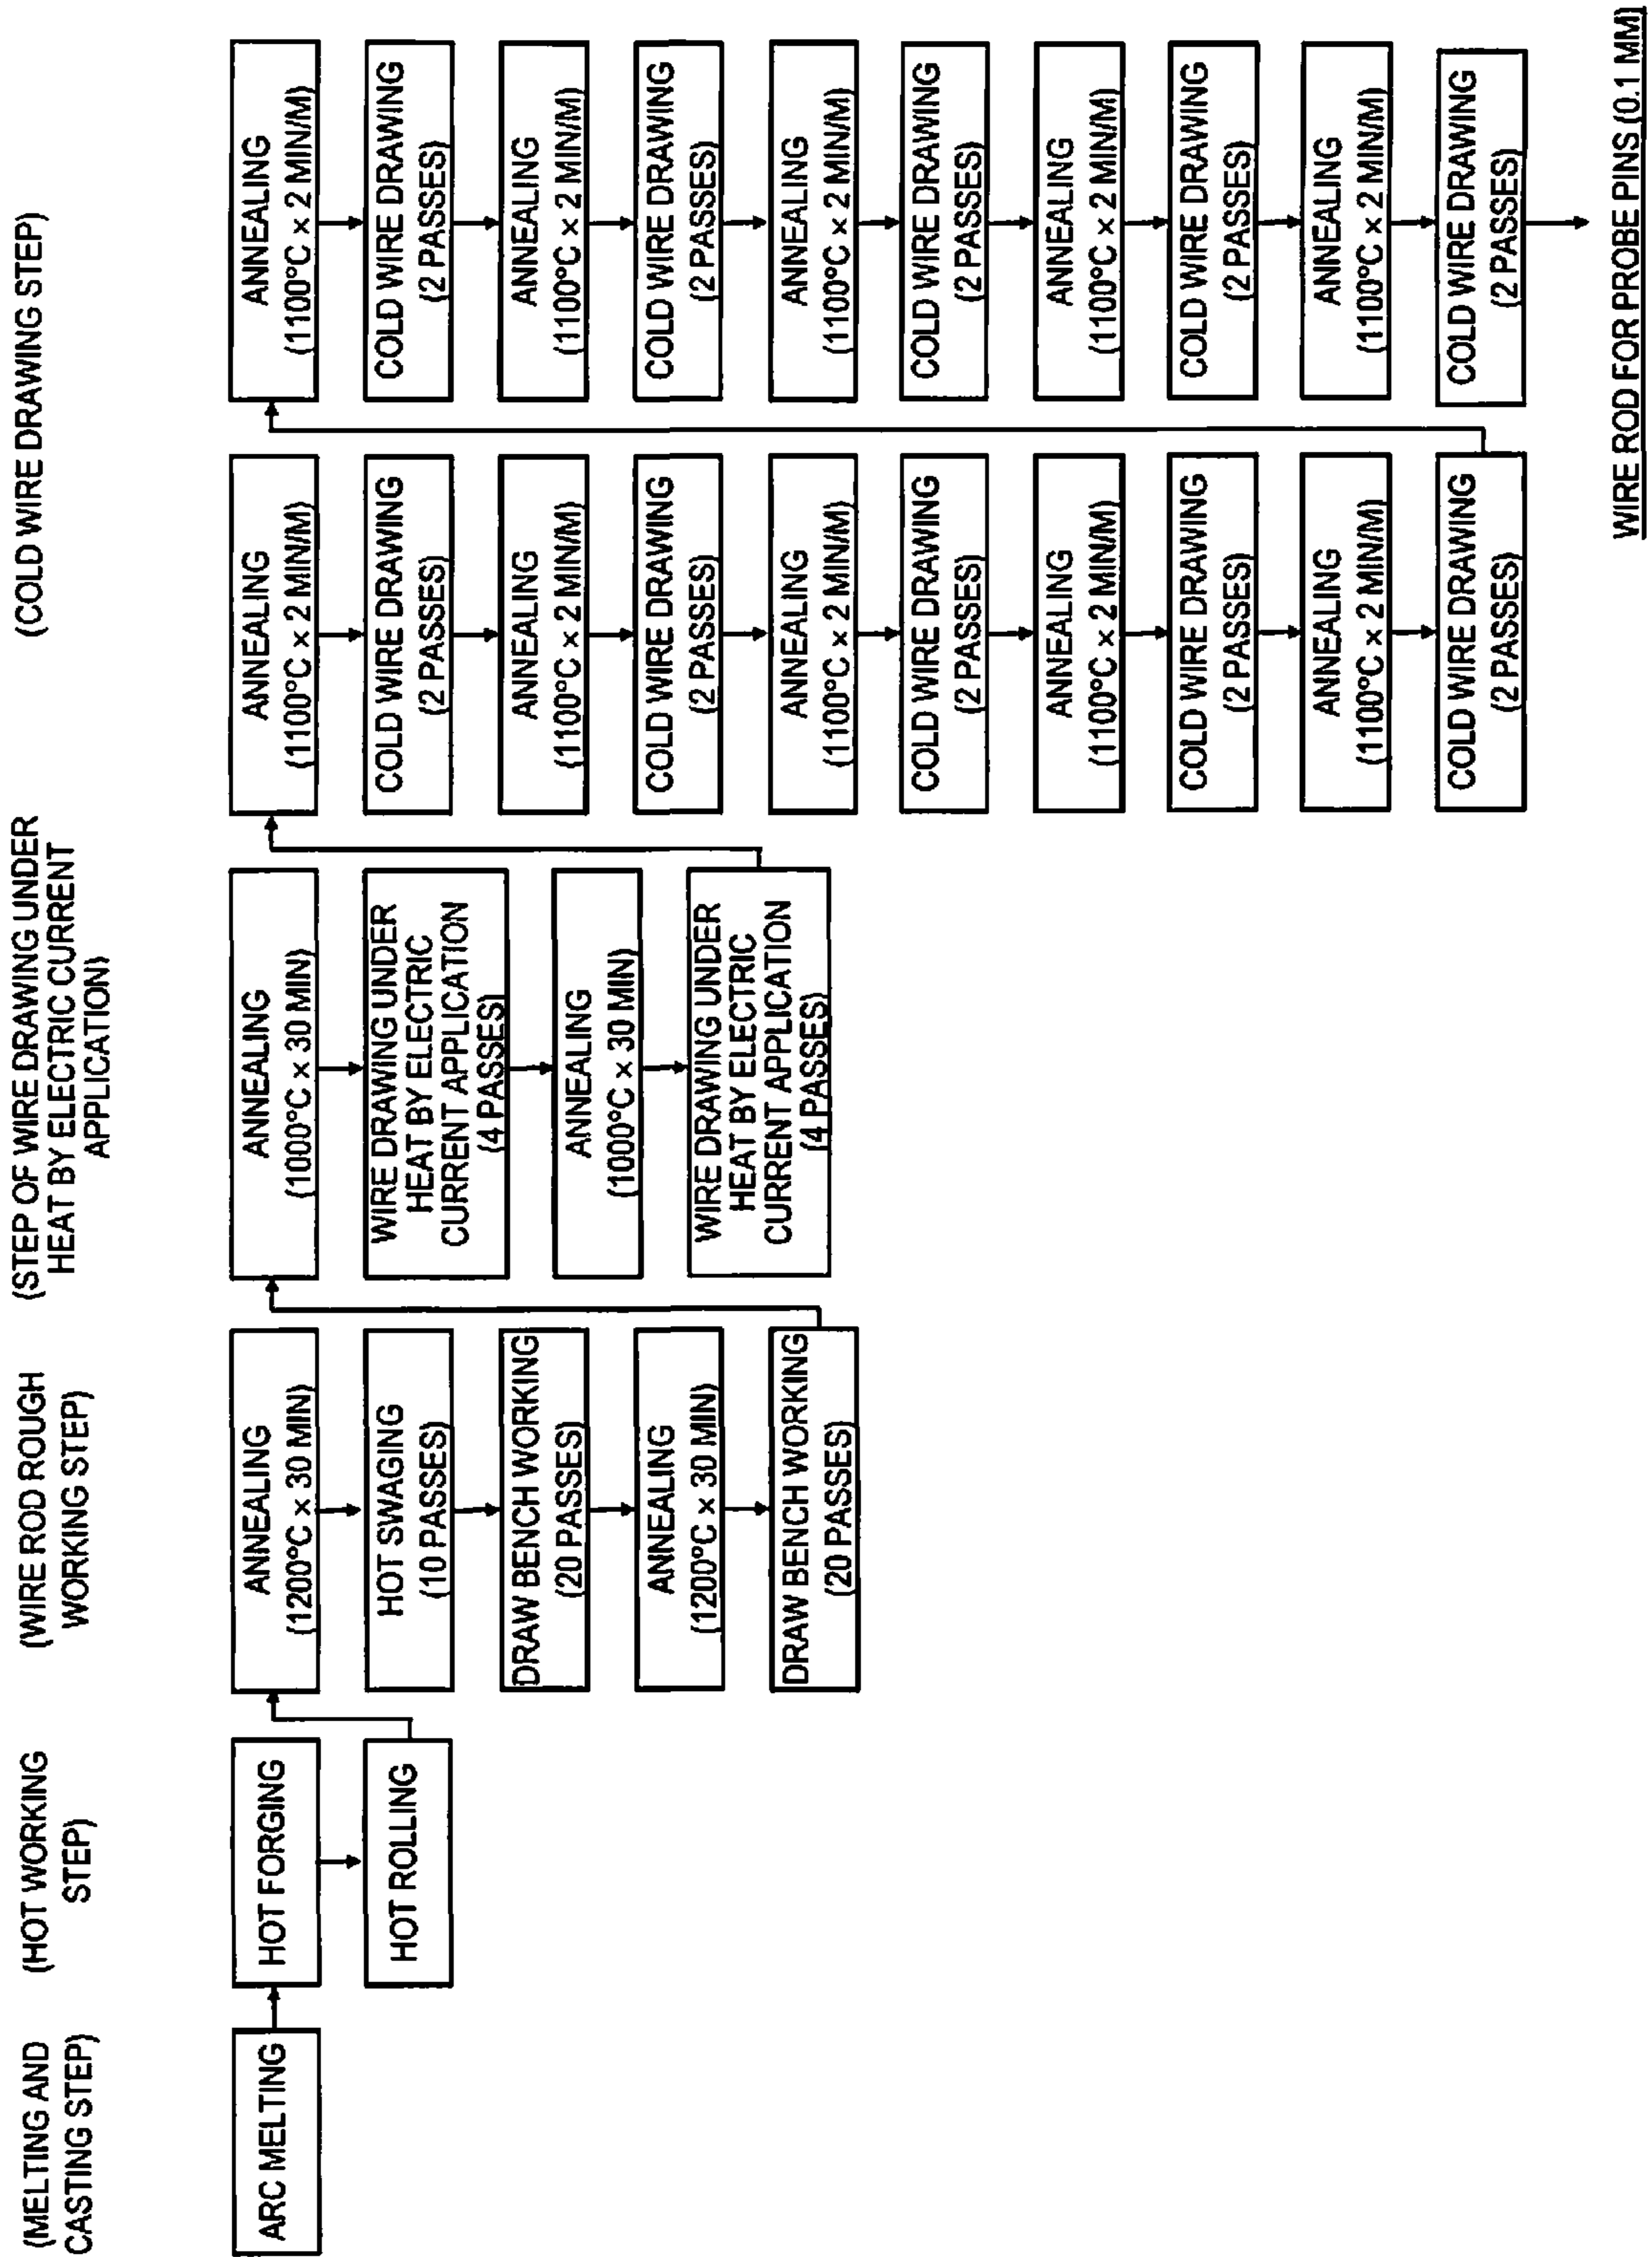 (MELTING AND
CASTING STEP)
ARC MELTING
(HOT WORKING
STEP)
HOT FORGING
HOT ROLLING
(WIRE ROD ROUGH
WORKING STEP)
ANNEALING
(1200°C × 30 MIN)
HOT SWAGING
(10 PASSES)
DRAW BENCH WORKING
(20 PASSES)
ANNEALING
(1200°C × 30 MIN)
DRAW BENCH WORKING
(20 PASSES)
(STEP OF WIRE DRAWING UNDER
HEAT BY ELECTRIC CURRENT
APPLICATION)
ANNEALING
(1000°C × 30 MIN)
WIRE DRAWING UNDER
HEAT BY ELECTRIC
CURRENT APPLICATION
(4 PASSES)
ANNEALING
(1000°C × 30 MIN)
WIRE DRAWING UNDER
HEAT BY ELECTRIC
CURRENT APPLICATION
(4 PASSES)
(COLD WIRE DRAWING STEP)
ANNEALING
(1100°C × 2 MIN/M)
COLD WIRE DRAWING
(2 PASSES)
ANNEALING
(1100°C × 2 MIN/M)
COLD WIRE DRAWING
(2 PASSES)
ANNEALING
(1100°C × 2 MIN/M)
COLD WIRE DRAWING
(2 PASSES)
ANNEALING
(1100°C × 2 MIN/M)
COLD WIRE DRAWING
(2 PASSES)
ANNEALING
(1100°C × 2 MIN/M)
COLD WIRE DRAWING
(2 PASSES)
ANNEALING
(1100°C × 2 MIN/M)
COLD WIRE DRAWING
(2 PASSES)
ANNEALING
(1100°C × 2 MIN/M)
COLD WIRE DRAWING
(2 PASSES)
ANNEALING
(1100°C × 2 MIN/M)
COLD WIRE DRAWING
(2 PASSES)
ANNEALING
(1100°C × 2 MIN/M)
COLD WIRE DRAWING
(2 PASSES)
ANNEALING
(1100°C × 2 MIN/M)
COLD WIRE DRAWING
(2 PASSES)
WIRE ROD FOR PROBE PINS (0.1 MM)